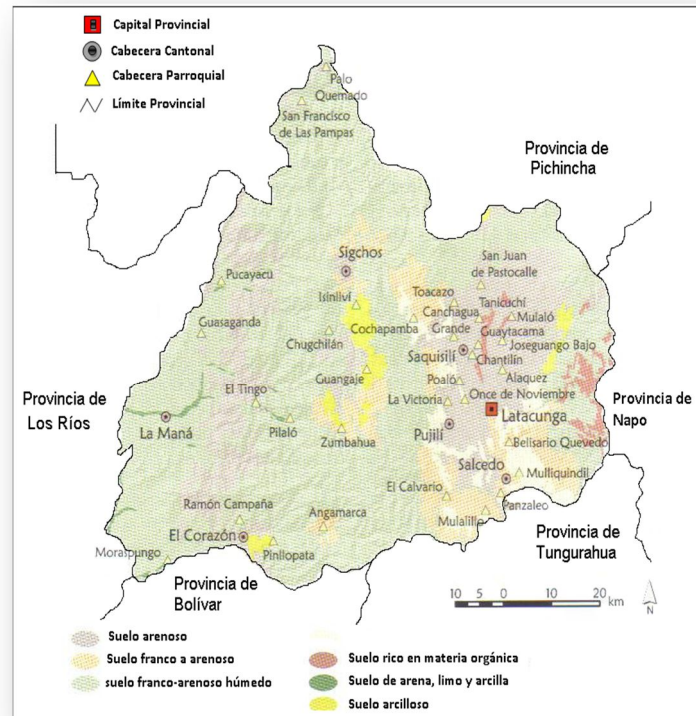 Capital Provincial
Cabecera Cantonal
Cabecera Parroquial
Límite Provincial
Palo
Quemado
San Francisco
de Las Pampas
Provincia de
Pichincha
Sigchos
San Juan
de Pastocalle
Pucayacu
Isinliví
Toacazo
Tanicuchí
Canchagua
Mulaló
Guasaganda
Cochapamba
Grande
Guaytacama
Chugchilán
Joseguango Bajo
Saquisilí
Chantilín
Guangaje
Poaló
Alaquez
Provincia de
Los Ríos
El Tingo
La Victoria
Once de Noviembre
Provincia de
Napo
La Maná
Pilaló
Latacunga
Zumbahua
Pujilí
Belisario Quevedo
Salcedo
Mulliquindil
El Calvario
Ramón Campaña
Angamarca
Panzaleo
El Corazón
Mulalillo
Moraspungo
Pinllopata
Provincia de
Tungurahua
Provincia de
Bolívar
10 5 0 10 20
km
N
Suelo arenoso
Suelo franco a arenoso
suelo franco-arenoso húmedo
Suelo rico en materia orgánica
Suelo de arena, limo y arcilla
Suelo arcilloso